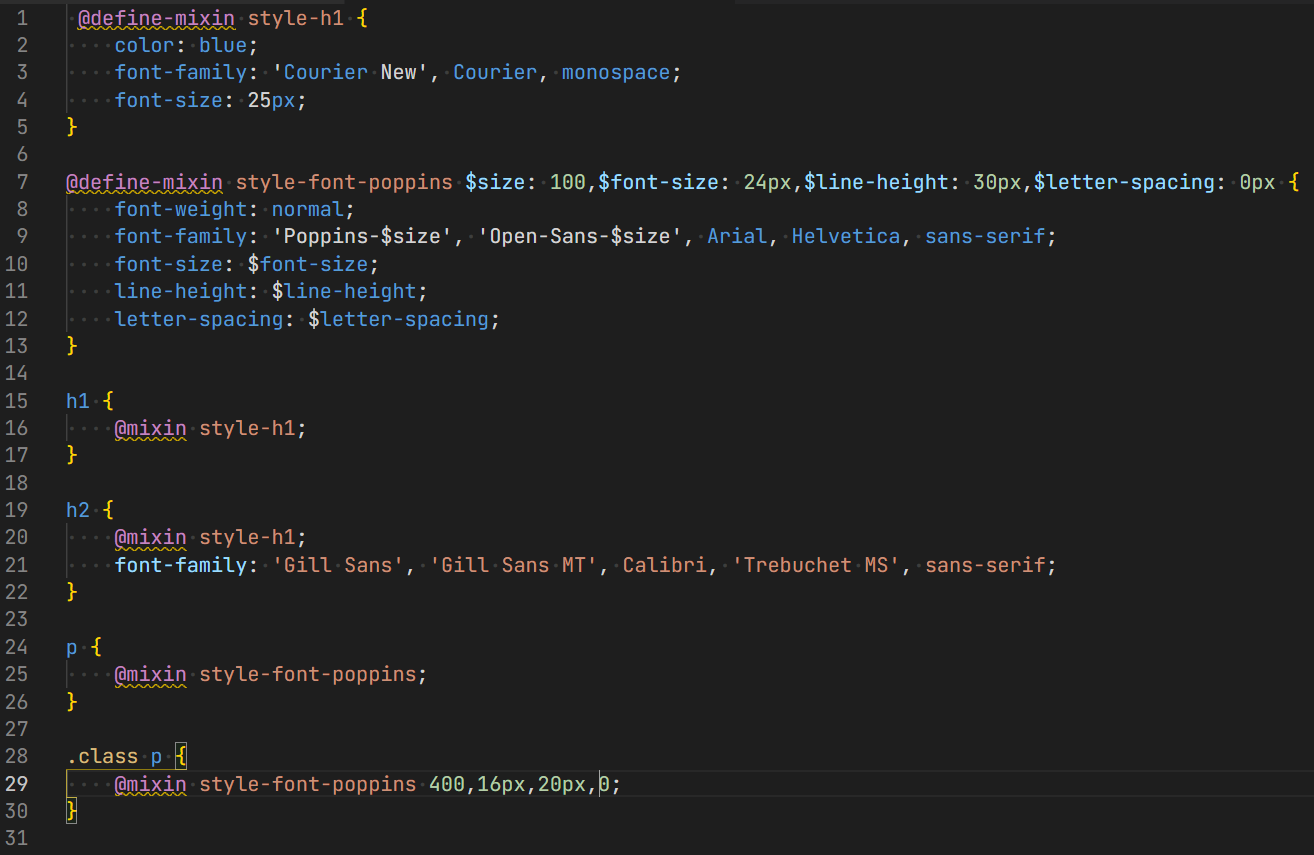 1 @define-mixin style-h1 {
2 color: blue;
3 font-family: 'Courier New', Courier, monospace;
4 font-size: 25px;
5 }
6
7 @define-mixin style-font-poppins $size: 100,$font-size: 24px,$line-height: 30px,$letter-spacing: 0px {
8 font-weight: normal;
9 font-family: 'Poppins-$size', 'Open-Sans-$size', Arial, Helvetica, sans-serif;
10 font-size: $font-size;
11 line-height: $line-height;
12 letter-spacing: $letter-spacing;
13 }
14
15 h1 {
16 @mixin style-h1;
17 }
18
19 h2 {
20 @mixin style-h1;
21 font-family: 'Gill Sans', 'Gill Sans MT', Calibri, 'Trebuchet MS', sans-serif;
22 }
23
24 p {
25 @mixin style-font-poppins;
26 }
27
28 .class p {
29 @mixin style-font-poppins 400,16px,20px,0;
30 }
31